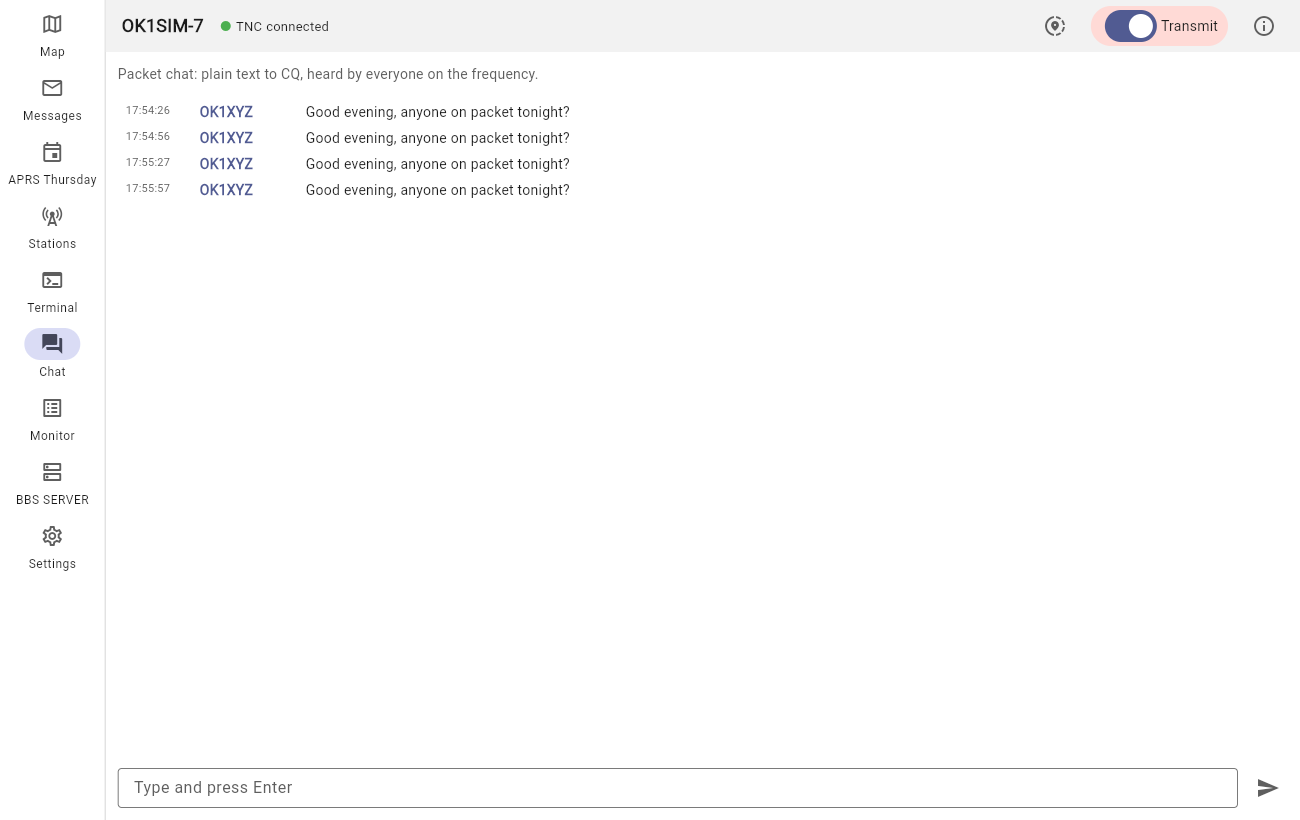 OK1SIM-7 TNC connected Transmit
Map
Messages
APRS Thursday
Stations
Terminal
Chat
Monitor
BBS SERVER
Settings
Packet chat: plain text to CQ, heard by everyone on the frequency.
17:54:26 OK1XYZ Good evening, anyone on packet tonight?
17:54:56 OK1XYZ Good evening, anyone on packet tonight?
17:55:27 OK1XYZ Good evening, anyone on packet tonight?
17:55:57 OK1XYZ Good evening, anyone on packet tonight?
Type and press Enter